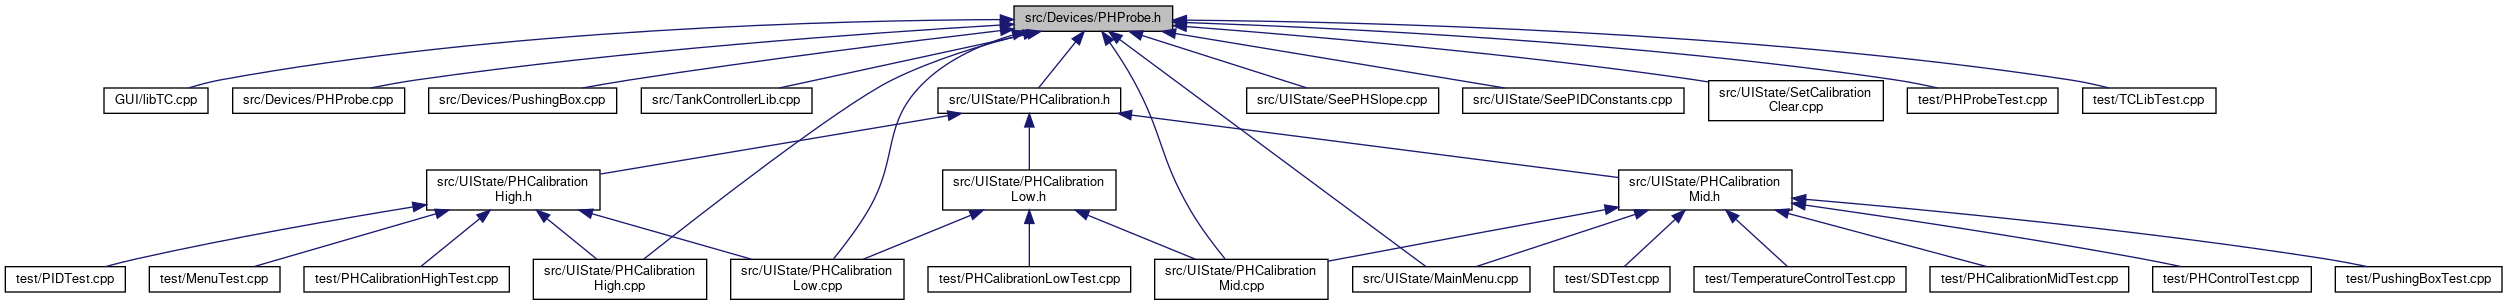 src/Devices/PHProbe.h
GUI/libTC.cpp
src/Devices/PHProbe.cpp
src/Devices/PushingBox.cpp
src/TankControllerLib.cpp
src/UIState/PHCalibration.h
src/UIState/SeePHSlope.cpp
src/UIState/SeePIDConstants.cpp
src/UIState/SetCalibration
Clear.cpp
test/PHProbeTest.cpp
test/TCLibTest.cpp
src/UIState/PHCalibration
High.h
src/UIState/PHCalibration
Low.h
src/UIState/PHCalibration
Mid.h
test/PIDTest.cpp
test/MenuTest.cpp
test/PHCalibrationHighTest.cpp
src/UIState/PHCalibration
High.cpp
src/UIState/PHCalibration
Low.cpp
test/PHCalibrationLowTest.cpp
src/UIState/PHCalibration
Mid.cpp
src/UIState/MainMenu.cpp
test/SDTest.cpp
test/TemperatureControlTest.cpp
test/PHCalibrationMidTest.cpp
test/PHControlTest.cpp
test/PushingBoxTest.cpp